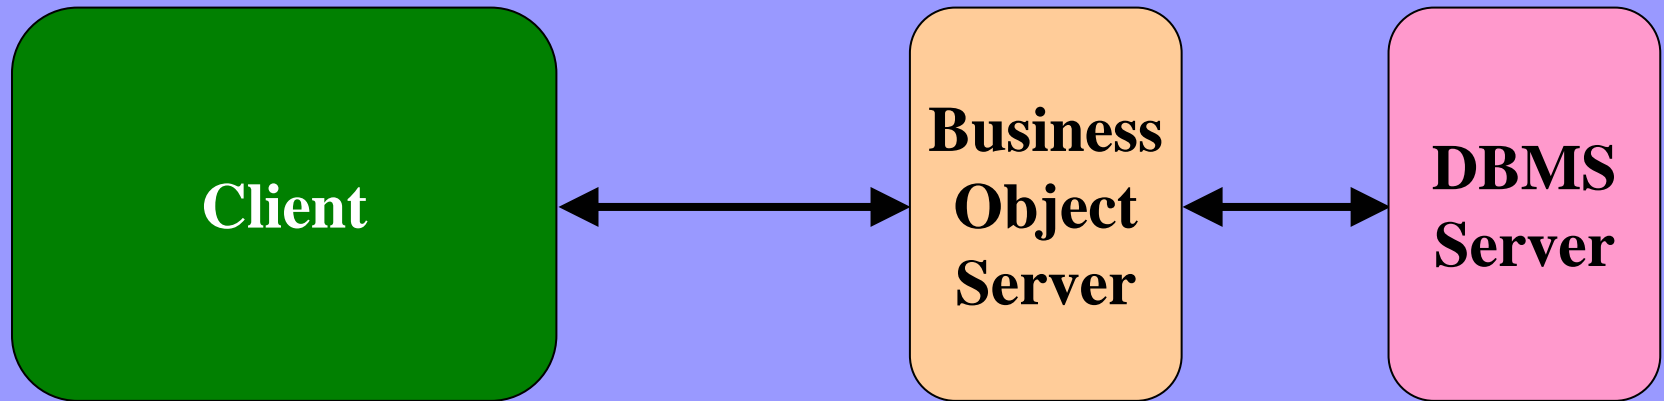 Client
Business
Object
Server
DBMS
Server